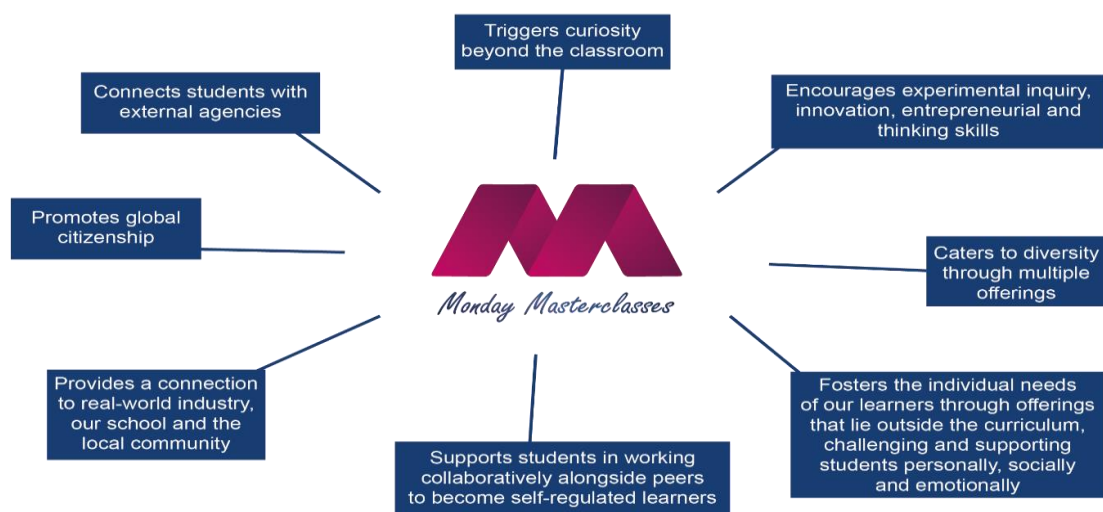 Triggers curiosity
beyond the classroom
Connects students with
external agencies
Encourages experimental inquiry,
innovation, entrepreneurial and
thinking skills
Promotes global
citizenship
Monday Masterclasses
Caters to diversity
through multiple
offerings
Provides a connection
to real-world industry,
our school and the
local community
Supports students in working
collaboratively alongside peers
to become self-regulated learners
Fosters the individual needs
of our learners through offerings
that lie outside the curriculum,
challenging and supporting
students personally, socially
and emotionally